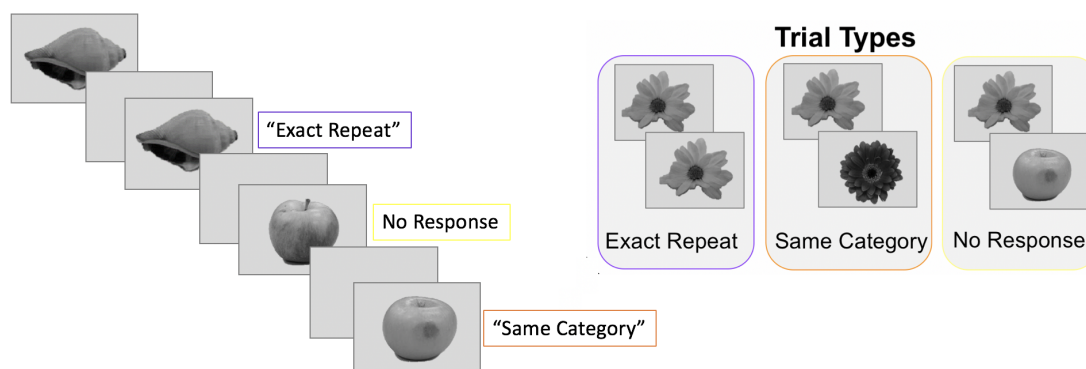 “Exact Repeat”
No Response
“Same Category”
Trial Types
Exact Repeat
Same Category
No Response